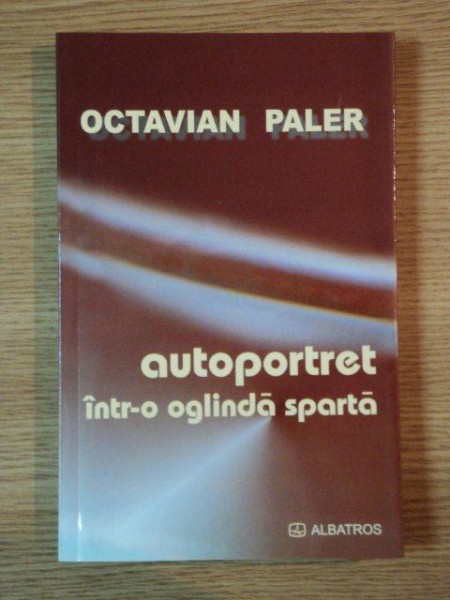 OCTAVIAN PALER
autoportret
într-o oglindă spartă
ALBATROS